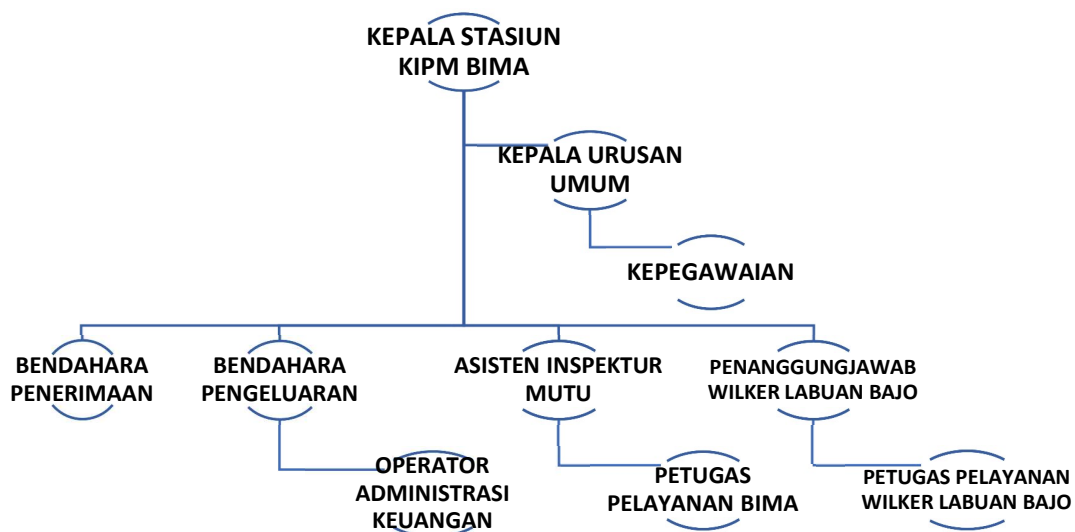 KEPALA STASIUN
KIPM BIMA
KEPALA URUSAN
UMUM
KEPEGAWAIAN
BENDAHARA
PENERIMAAN
BENDAHARA
PENGELUARAN
ASISTEN INSPEKTUR
MUTU
PENANGGUNGJAWAB
WILKER LABUAN BAJO
OPERATOR
ADMINISTRASI
KEUANGAN
PETUGAS
PELAYANAN BIMA
PETUGAS PELAYANAN
WILKER LABUAN BAJO